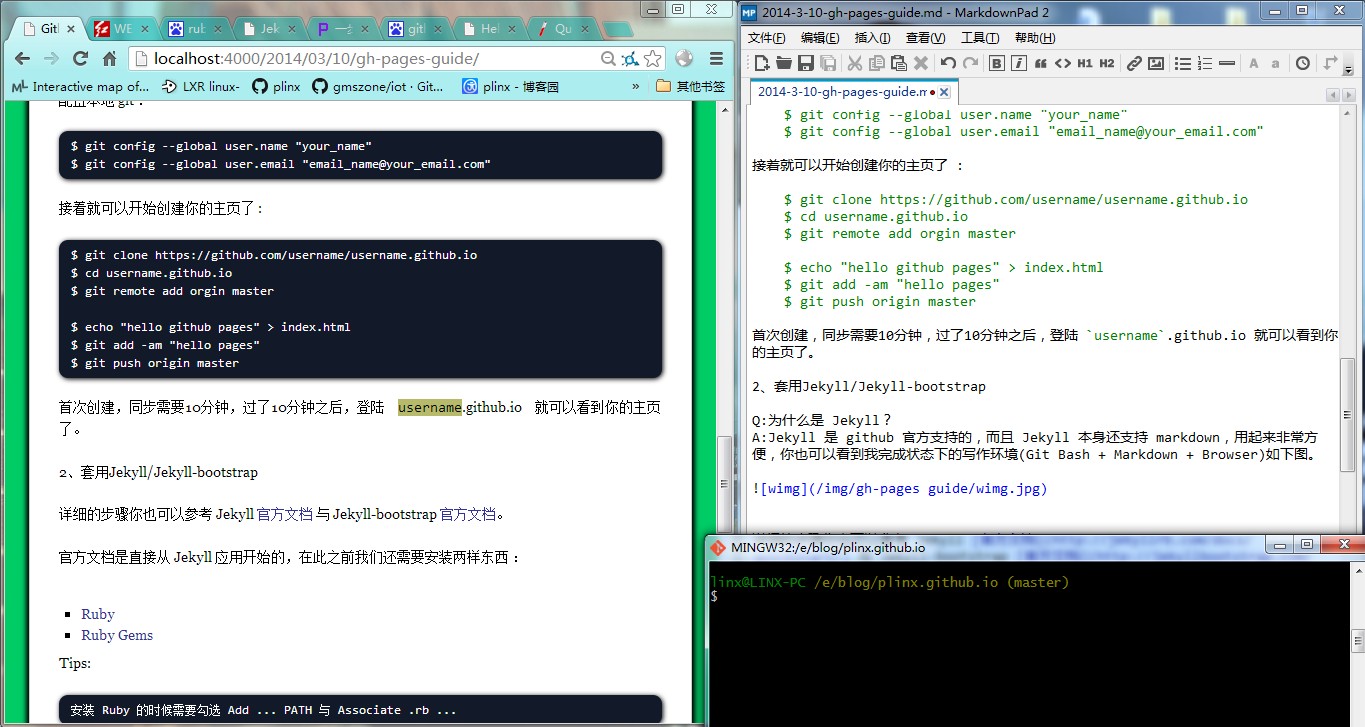 Gitl
WE
rub
Jek
一步
gitl
Hel
Qu
localhost:4000/2014/03/10/gh-pages-guide/
Interactive map of...
LXR linux-
plinx
gmszone/iot · Git...
plinx - 博客园
»
其他书签
配置本地 git：
$ git config --global user.name "your_name"
$ git config --global user.email "email_name@your_email.com"
接着就可以开始创建你的主页了：
$ git clone https://github.com/username/username.github.io
$ cd username.github.io
$ git remote add orgin master
$ echo "hello github pages" > index.html
$ git add -am "hello pages"
$ git push origin master
首次创建，同步需要10分钟，过了10分钟之后，登陆 username.github.io 就可以看到你的主页
了。
2、套用Jekyll/Jekyll-bootstrap
详细的步骤你也可以参考 Jekyll 官方文档 与 Jekyll-bootstrap 官方文档。
官方文档是直接从 Jekyll 应用开始的，在此之前我们还需要安装两样东西：
Ruby
Ruby Gems
Tips:
安装 Ruby 的时候需要勾选 Add ... PATH 与 Associate .rb ...
MP 2014-3-10-gh-pages-guide.md - MarkdownPad 2
文件(F) 编辑(E) 插入(I) 查看(V) 工具(T) 帮助(H)
B I H1 H2 A a
2014-3-10-gh-pages-guide.m
$ git config --global user.name "your_name"
$ git config --global user.email "email_name@your_email.com"
接着就可以开始创建你的主页了 ：
$ git clone https://github.com/username/username.github.io
$ cd username.github.io
$ git remote add orgin master
$ echo "hello github pages" > index.html
$ git add -am "hello pages"
$ git push origin master
首次创建，同步需要10分钟，过了10分钟之后，登陆 `username`.github.io 就可以看到你
的主页了。
2、套用Jekyll/Jekyll-bootstrap
Q:为什么是 Jekyll？
A:Jekyll 是 github 官方支持的，而且 Jekyll 本身还支持 markdown，用起来非常方
便，你也可以看到我完成状态下的写作环境(Git Bash + Markdown + Browser)如下图。
![wimg](/img/gh-pages guide/wimg.jpg)
MINGW32:/e/blog/plinx.github.io
linx@LINX-PC /e/blog/plinx.github.io (master)
$